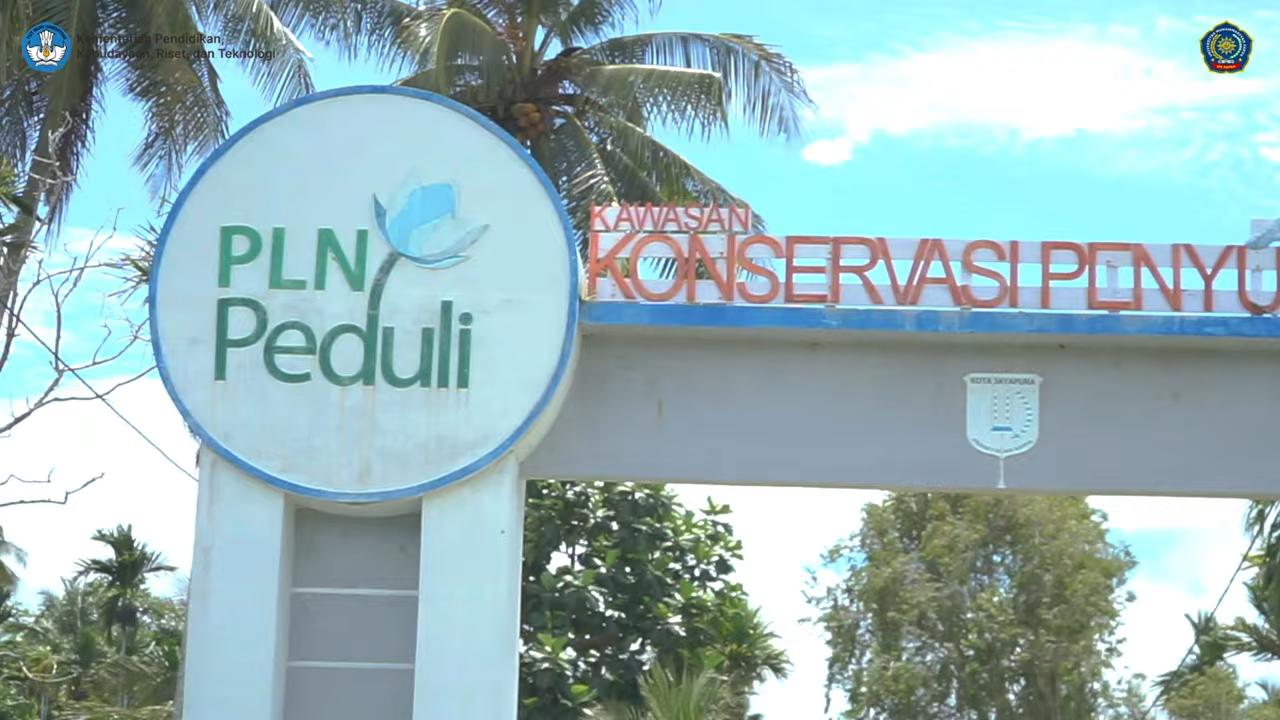 Kementerian Pendidikan,
Kebudayaan, Riset, dan Teknologi
PLN
Peduli
KAWASAN
KONSERVASI PENYU
KOTA JAYAPURA